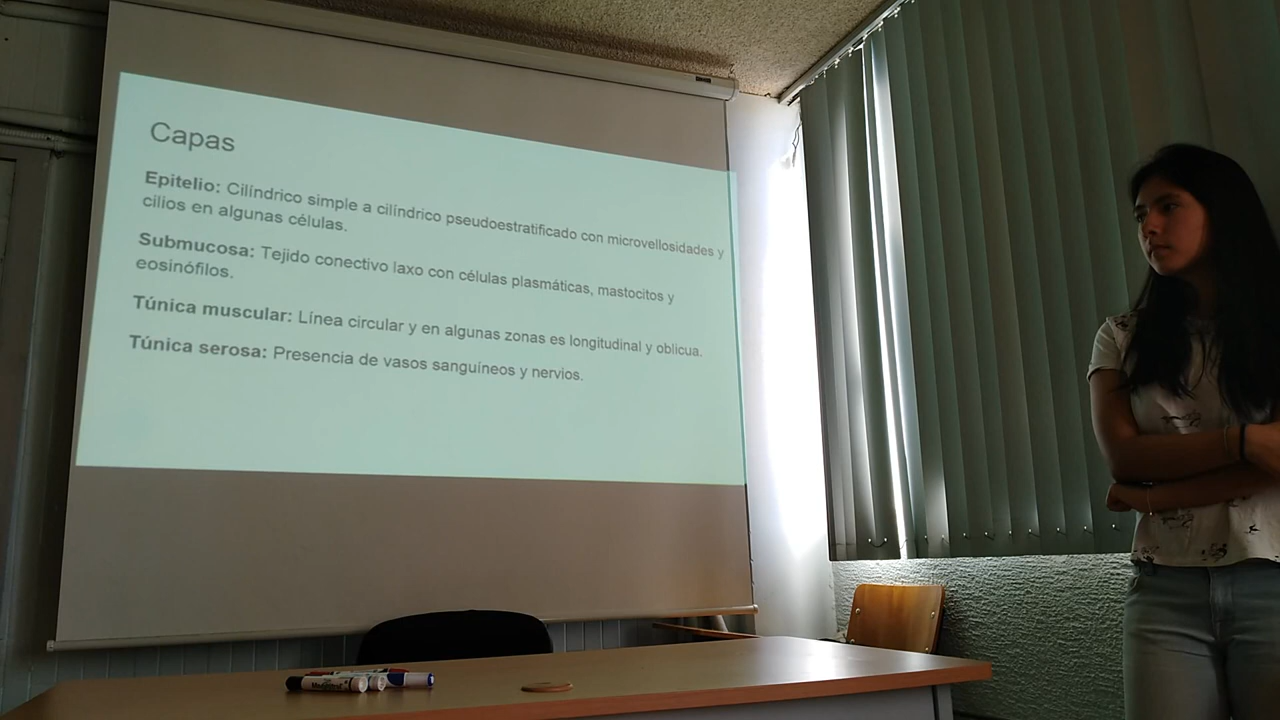 Capas
Epitelio: Cilíndrico simple a cilíndrico pseudoestratificado con microvellosidades y
cilios en algunas células.
Submucosa: Tejido conectivo laxo con células plasmáticas, mastocitos y
eosinófilos.
Túnica muscular: Línea circular y en algunas zonas es longitudinal y oblicua.
Túnica serosa: Presencia de vasos sanguíneos y nervios.